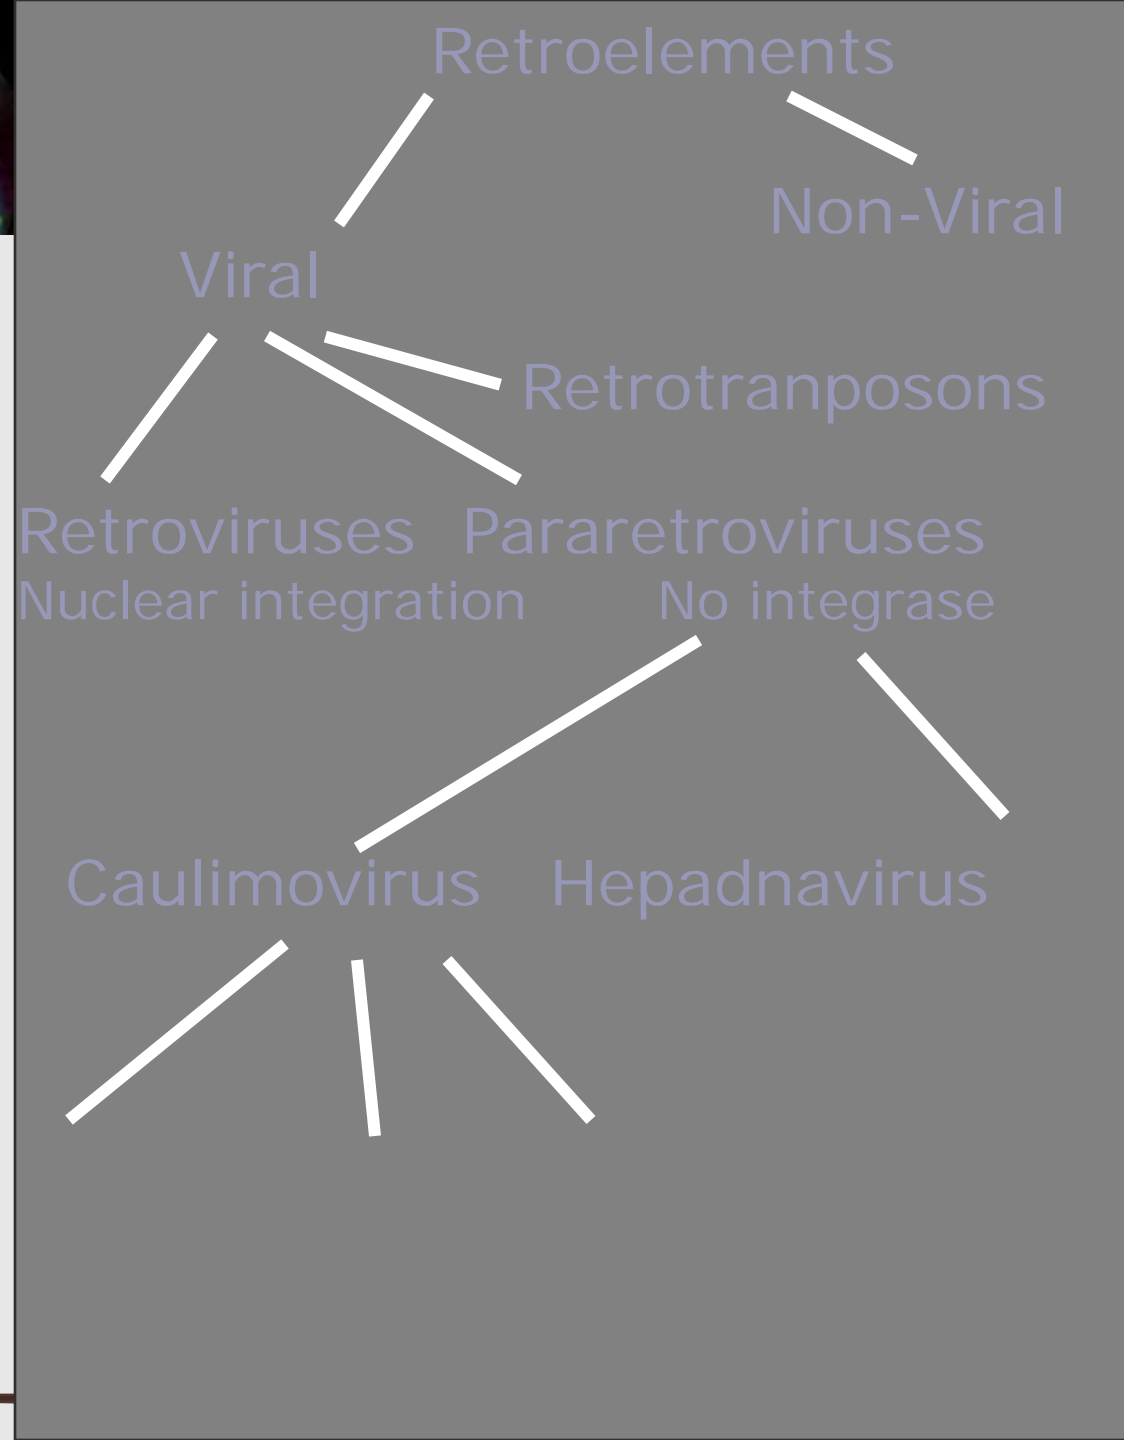 Retroelements
Non-Viral
Viral
Retrotranposons
Retroviruses Pararetroviruses
Nuclear integration No integrase
Caulimovirus Hepadnavirus